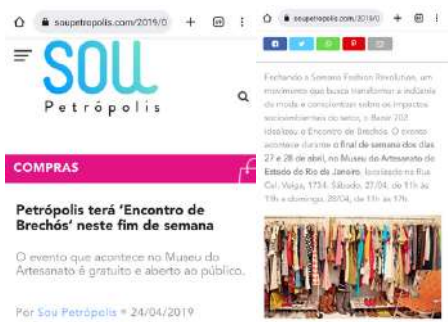 soupetropolis.com/2019/0
SOU
Petrópolis
COMPRAS
Petrópolis terá 'Encontro de
Brechós' neste fim de semana
O evento que acontece no Museu do
Artesanato é gratuito e aberto ao público.
Por Sou Petrópolis • 24/04/2019
soupetropolis.com/2019/0
Fechando a Semana Fashion Revolution, um
movimento que busca transformar a indústria
da moda e conscientizar sobre os impactos
socioambientais do setor, o Bazar 702
idealizou o Encontro de Brechós. O evento
acontece durante o final de semana dos dias
27 e 28 de abril, no Museu do Artesanato do
Estado do Rio de Janeiro, localizado na Rua
Cel. Veiga, 1734. Sábado, 27/04, de 11h às
19h e domingo, 28/04, de 11h às 17h.